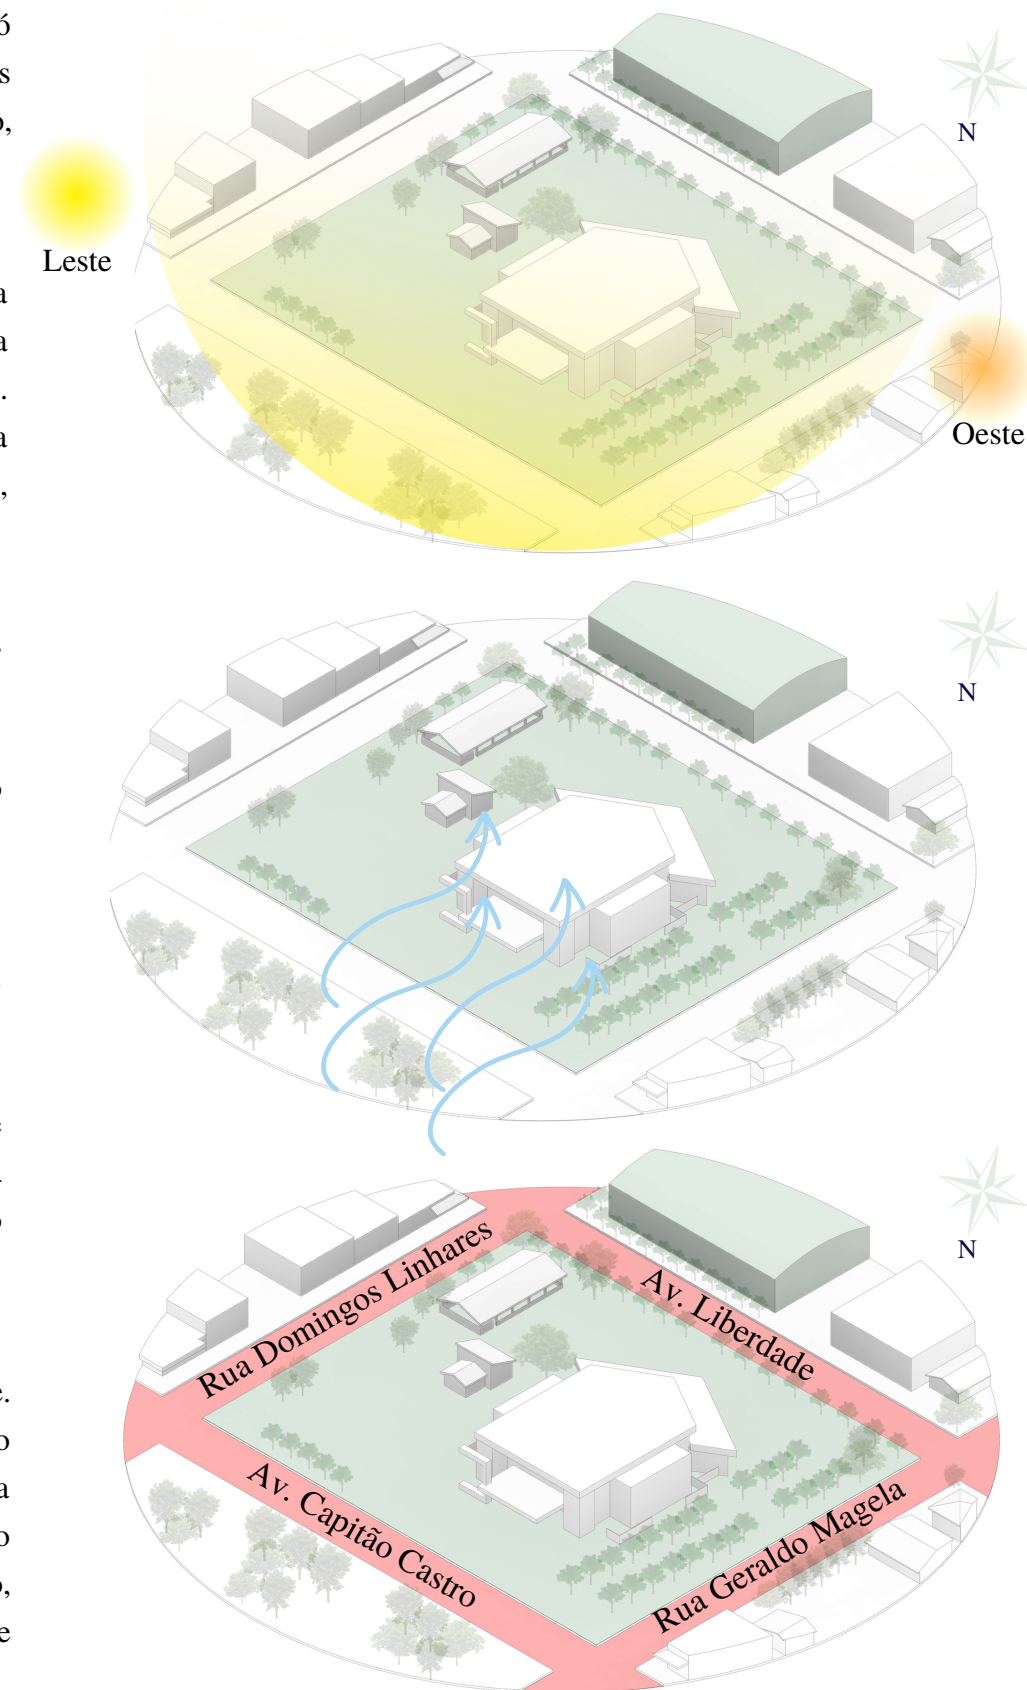 ó
s
o,
N
Leste
a
a
.
a
Oeste
,
a
N
o
e
o
N
Rua Domingos Linhares
Av. Liberdade
e.
o
a
Av. Capitão Castro
Rua Geraldo Magela
o
o,
e